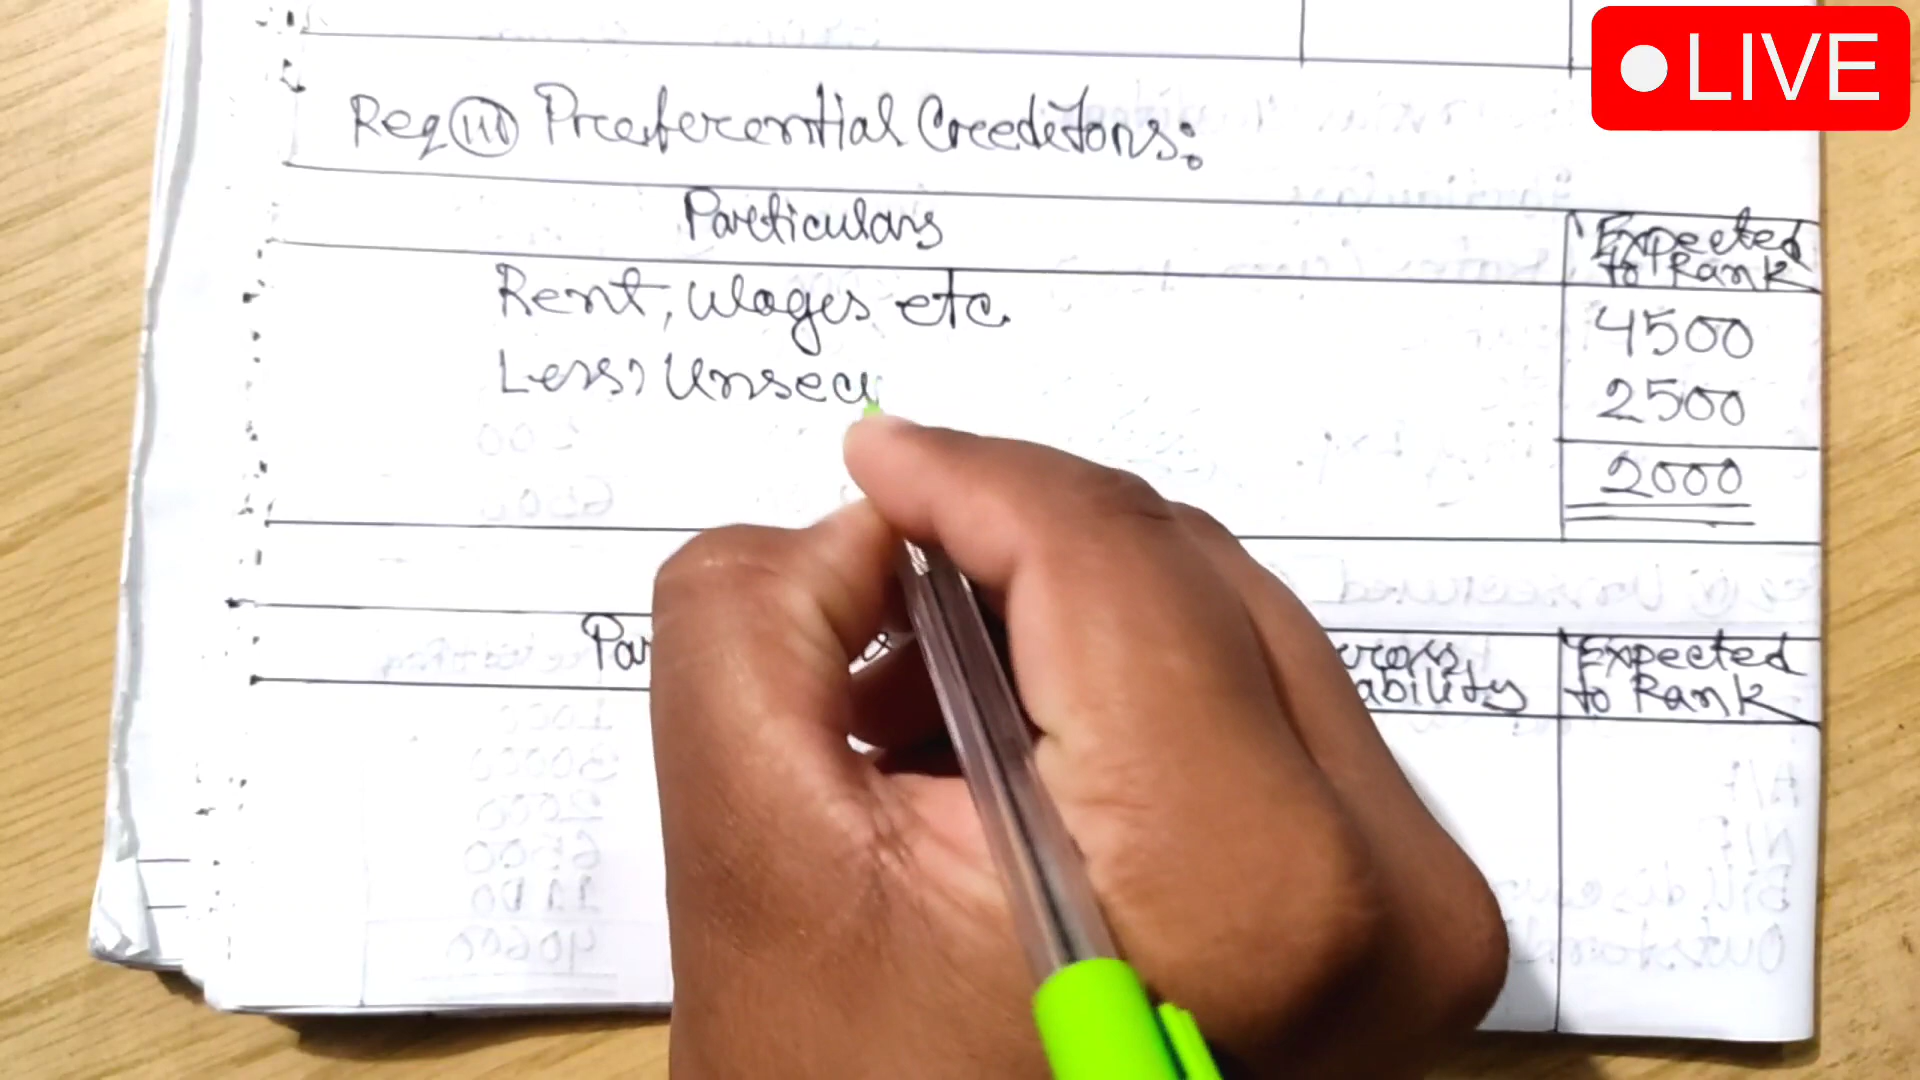 LIVE
Req (iii) Preferential Creditors:
Particulars
Expected to Rank
Rent, Wages etc. 4500
Less: Unsecu 2500
2000
Expected to Rank